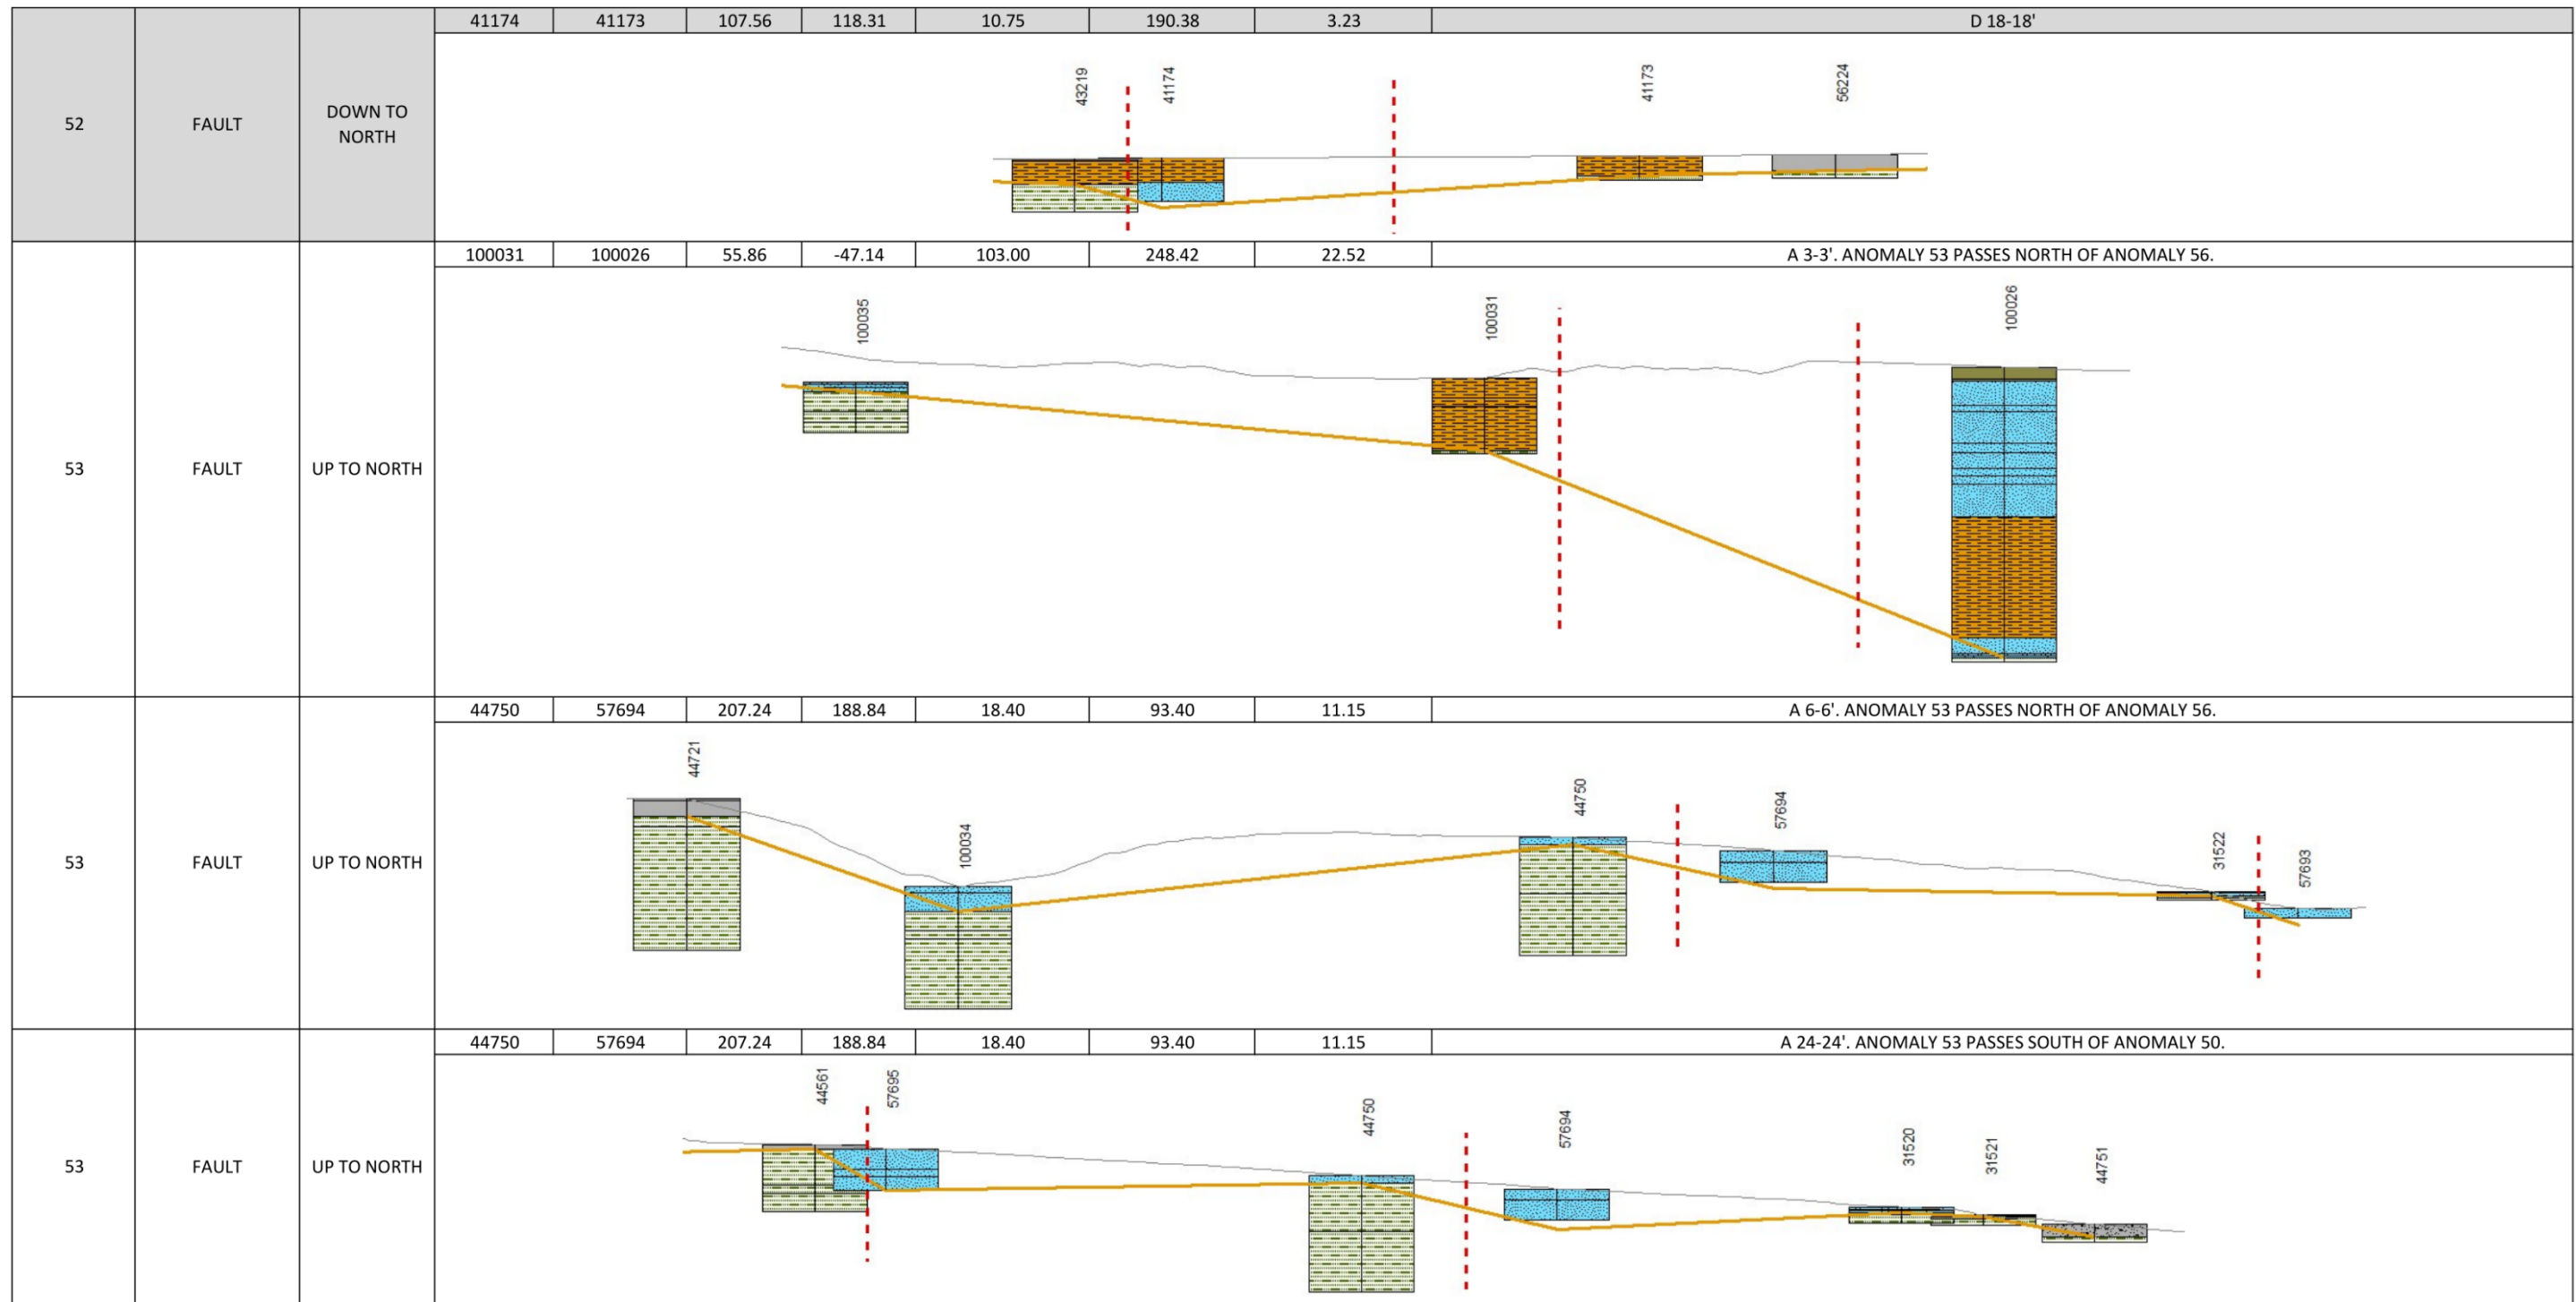 41174 41173 107.56 118.31 10.75 190.38 3.23 D 18-18'
52 FAULT DOWN TO
NORTH
43219 41174 41173 56224
100031 100026 55.86 -47.14 103.00 248.42 22.52 A 3-3'. ANOMALY 53 PASSES NORTH OF ANOMALY 56.
53 FAULT UP TO NORTH
100035 100031 100026
44750 57694 207.24 188.84 18.40 93.40 11.15 A 6-6'. ANOMALY 53 PASSES NORTH OF ANOMALY 56.
53 FAULT UP TO NORTH
44721 100034 44750 57694 31522 57693
44750 57694 207.24 188.84 18.40 93.40 11.15 A 24-24'. ANOMALY 53 PASSES SOUTH OF ANOMALY 50.
53 FAULT UP TO NORTH
44561 57695 44750 57694 31520 31521 44751